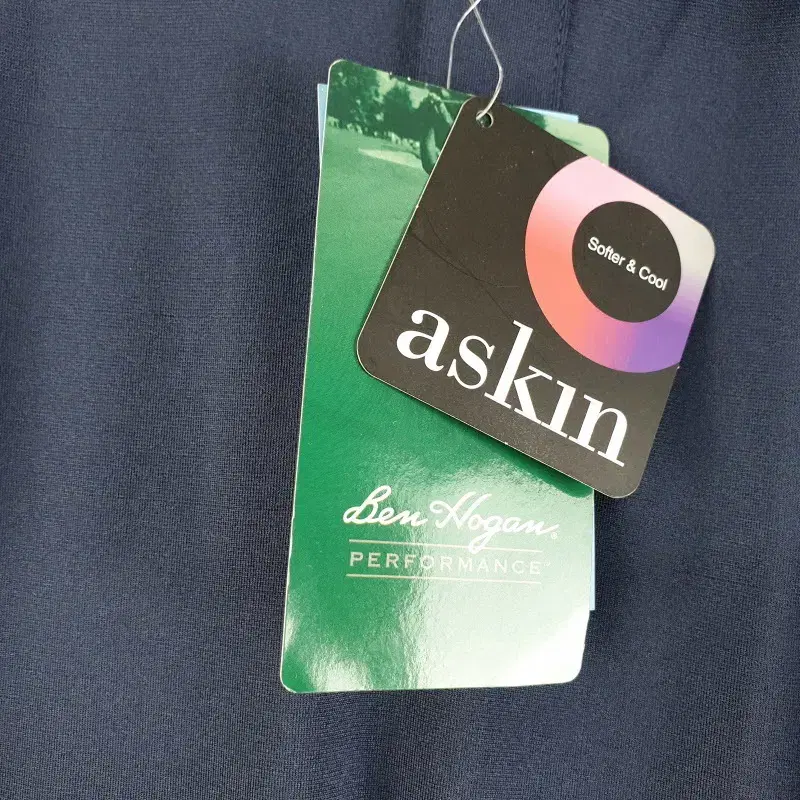 Softer & Cool
askin
Ben Hogan®
PERFORMANCE